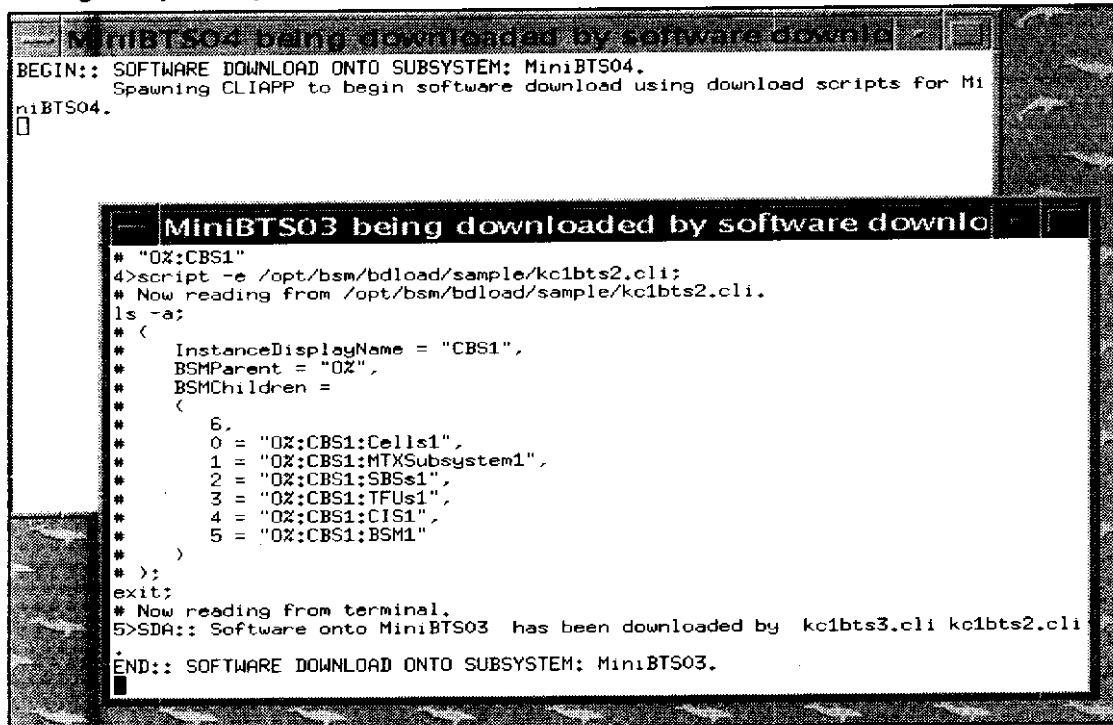 MiniBTS04 being downloaded by software downlo
BEGIN:: SOFTWARE DOWNLOAD ONTO SUBSYSTEM: MiniBTS04.
Spawning CLIAPP to begin software download using download scripts for Mi
niBTS04.
MiniBTS03 being downloaded by software downlo
# "0%:CBS1"
4>script -e /opt/bsm/bdload/sample/kc1bts2.cli;
# Now reading from /opt/bsm/bdload/sample/kc1bts2.cli.
ls -a;
# (
# InstanceDisplayName = "CBS1",
# BSMParent = "0%",
# BSMChildren =
# (
# 6,
# 0 = "0%:CBS1:Cells1",
# 1 = "0%:CBS1:MTXSubsystem1",
# 2 = "0%:CBS1:SBSs1",
# 3 = "0%:CBS1:TFUs1",
# 4 = "0%:CBS1:CIS1",
# 5 = "0%:CBS1:BSM1"
# )
# );
exit;
# Now reading from terminal.
5>SDA:: Software onto MiniBTS03 has been downloaded by kc1bts3.cli kc1bts2.cli
.
END:: SOFTWARE DOWNLOAD ONTO SUBSYSTEM: MiniBTS03.